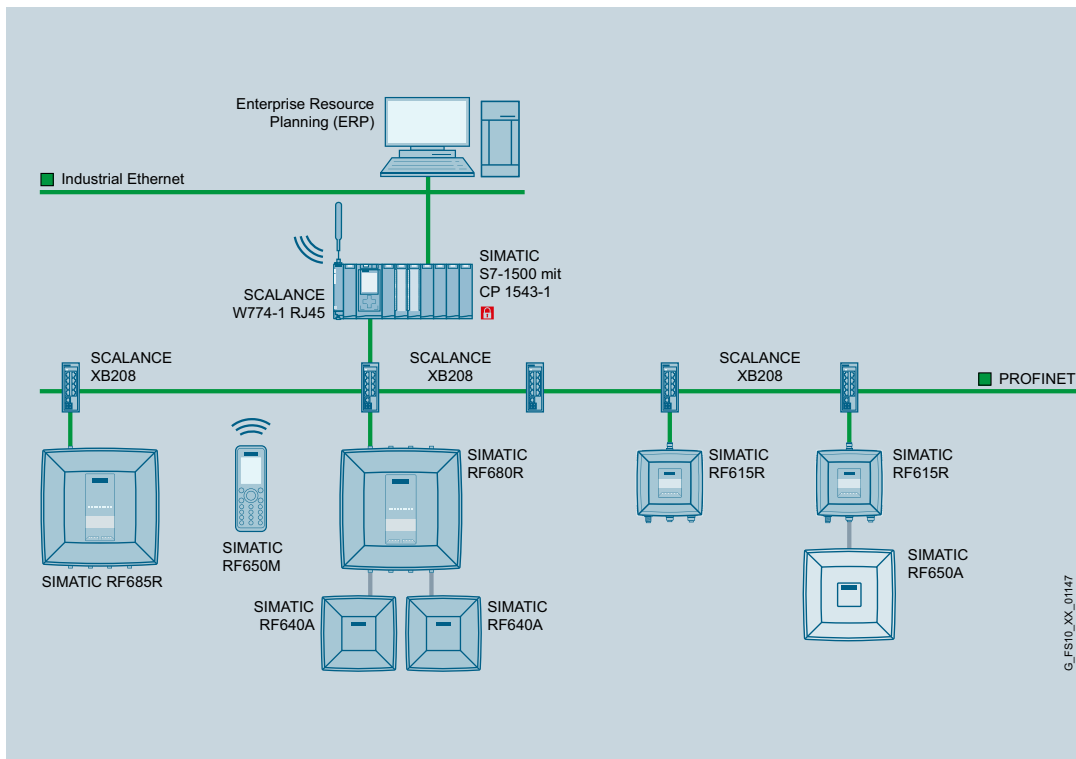 Enterprise Resource
Planning (ERP)
Industrial Ethernet
SIMATIC
S7-1500 mit
CP 1543-1
SCALANCE
W774-1 RJ45
SCALANCE
XB208
SCALANCE
XB208
SCALANCE
XB208
PROFINET
SIMATIC
RF680R
SIMATIC
RF615R
SIMATIC
RF615R
SIMATIC
RF650M
SIMATIC RF685R
SIMATIC
RF650A
SIMATIC
RF640A
SIMATIC
RF640A
G_FS10_XX_01147